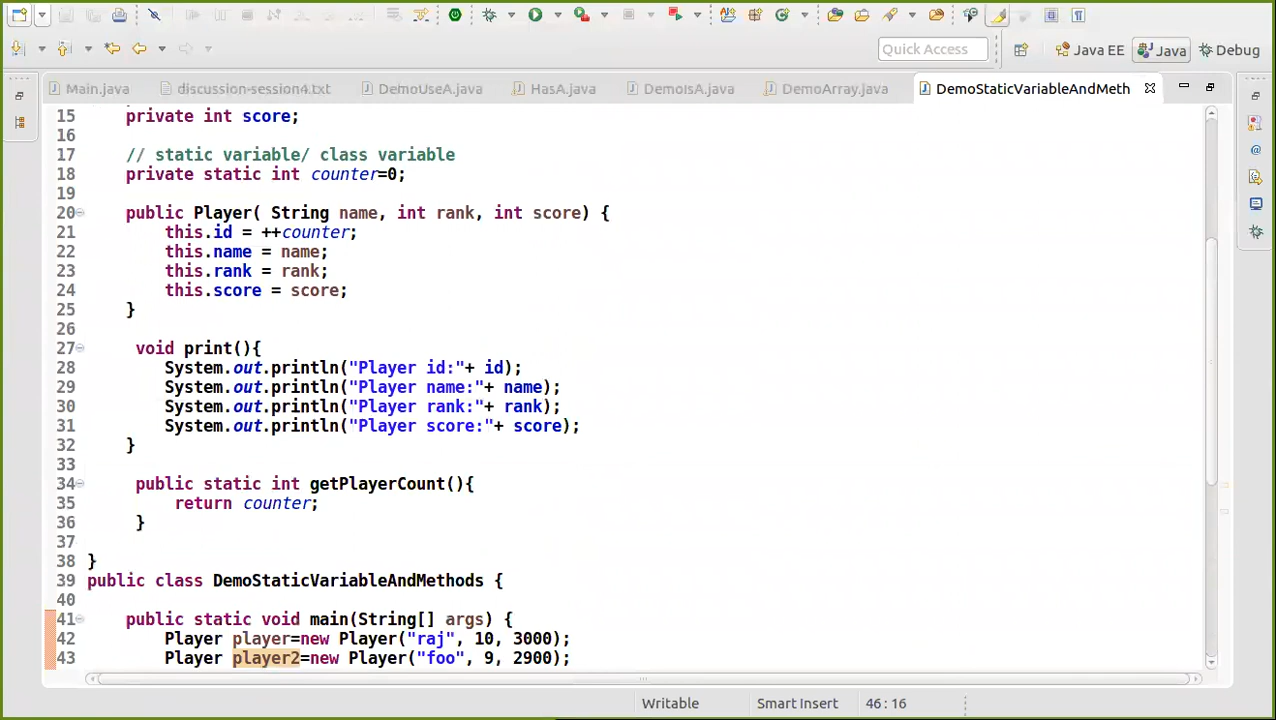 Quick Access
Java EE
Java
Debug
Main.java
discussion-session4.txt
DemoUseA.java
HasA.java
DemoIsA.java
DemoArray.java
DemoStaticVariableAndMeth
15 private int score;
16
17 // static variable/ class variable
18 private static int counter=0;
19
20 public Player( String name, int rank, int score) {
21 this.id = ++counter;
22 this.name = name;
23 this.rank = rank;
24 this.score = score;
25 }
26
27 void print(){
28 System.out.println("Player id:"+ id);
29 System.out.println("Player name:"+ name);
30 System.out.println("Player rank:"+ rank);
31 System.out.println("Player score:"+ score);
32 }
33
34 public static int getPlayerCount(){
35 return counter;
36 }
37
38 }
39 public class DemoStaticVariableAndMethods {
40
41 public static void main(String[] args) {
42 Player player=new Player("raj", 10, 3000);
43 Player player2=new Player("foo", 9, 2900);
Writable
Smart Insert
46 : 16